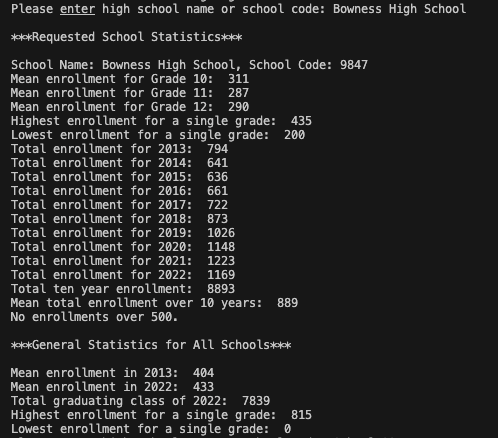 Please enter high school name or school code: Bowness High School
***Requested School Statistics***
School Name: Bowness High School, School Code: 9847
Mean enrollment for Grade 10:  311
Mean enrollment for Grade 11:  287
Mean enrollment for Grade 12:  290
Highest enrollment for a single grade:  435
Lowest enrollment for a single grade:  200
Total enrollment for 2013:  794
Total enrollment for 2014:  641
Total enrollment for 2015:  636
Total enrollment for 2016:  661
Total enrollment for 2017:  722
Total enrollment for 2018:  873
Total enrollment for 2019:  1026
Total enrollment for 2020:  1148
Total enrollment for 2021:  1223
Total enrollment for 2022:  1169
Total ten year enrollment:  8893
Mean total enrollment over 10 years:  889
No enrollments over 500.
***General Statistics for All Schools***
Mean enrollment in 2013:  404
Mean enrollment in 2022:  433
Total graduating class of 2022:  7839
Highest enrollment for a single grade:  815
Lowest enrollment for a single grade:  0